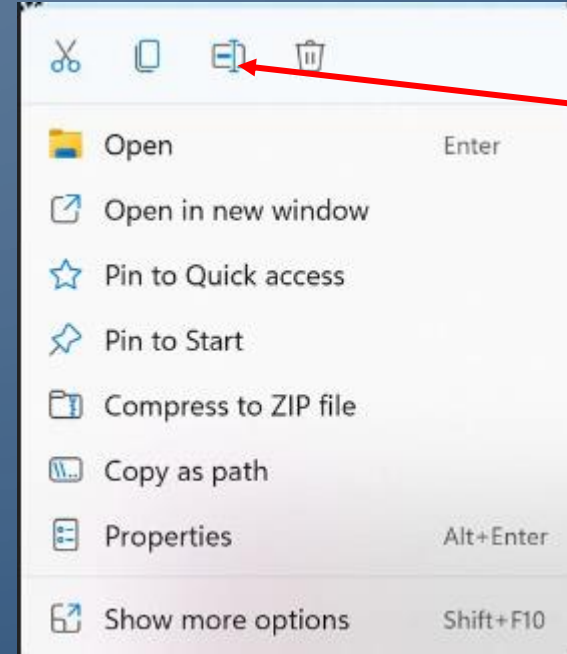 Open Enter
Open in new window
Pin to Quick access
Pin to Start
Compress to ZIP file
Copy as path
Properties Alt+Enter
Show more options Shift+F10